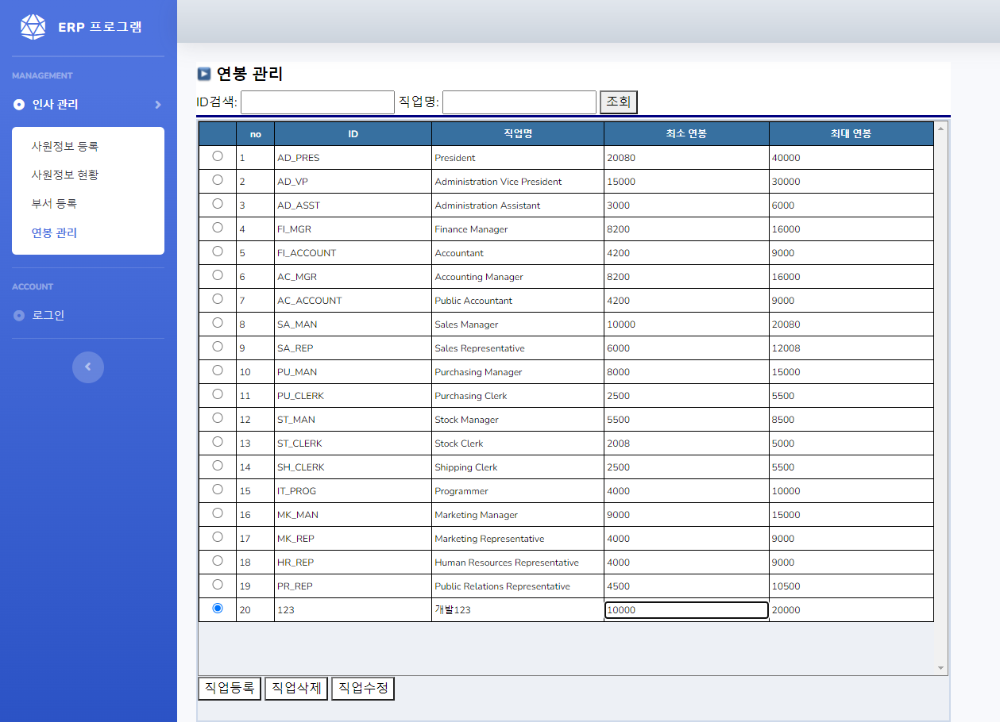 ERP 프로그램
MANAGEMENT
인사 관리
사원정보 등록
사원정보 현황
부서 등록
연봉 관리
ACCOUNT
로그인
연봉 관리
ID검색: 직업명: 조회
no ID 직업명 최소 연봉 최대 연봉
1 AD_PRES President 20080 40000
2 AD_VP Administration Vice President 15000 30000
3 AD_ASST Administration Assistant 3000 6000
4 FI_MGR Finance Manager 8200 16000
5 FI_ACCOUNT Accountant 4200 9000
6 AC_MGR Accounting Manager 8200 16000
7 AC_ACCOUNT Public Accountant 4200 9000
8 SA_MAN Sales Manager 10000 20080
9 SA_REP Sales Representative 6000 12008
10 PU_MAN Purchasing Manager 8000 15000
11 PU_CLERK Purchasing Clerk 2500 5500
12 ST_MAN Stock Manager 5500 8500
13 ST_CLERK Stock Clerk 2008 5000
14 SH_CLERK Shipping Clerk 2500 5500
15 IT_PROG Programmer 4000 10000
16 MK_MAN Marketing Manager 9000 15000
17 MK_REP Marketing Representative 4000 9000
18 HR_REP Human Resources Representative 4000 9000
19 PR_REP Public Relations Representative 4500 10500
20 123 개발123 10000 20000
직업등록 직업삭제 직업수정